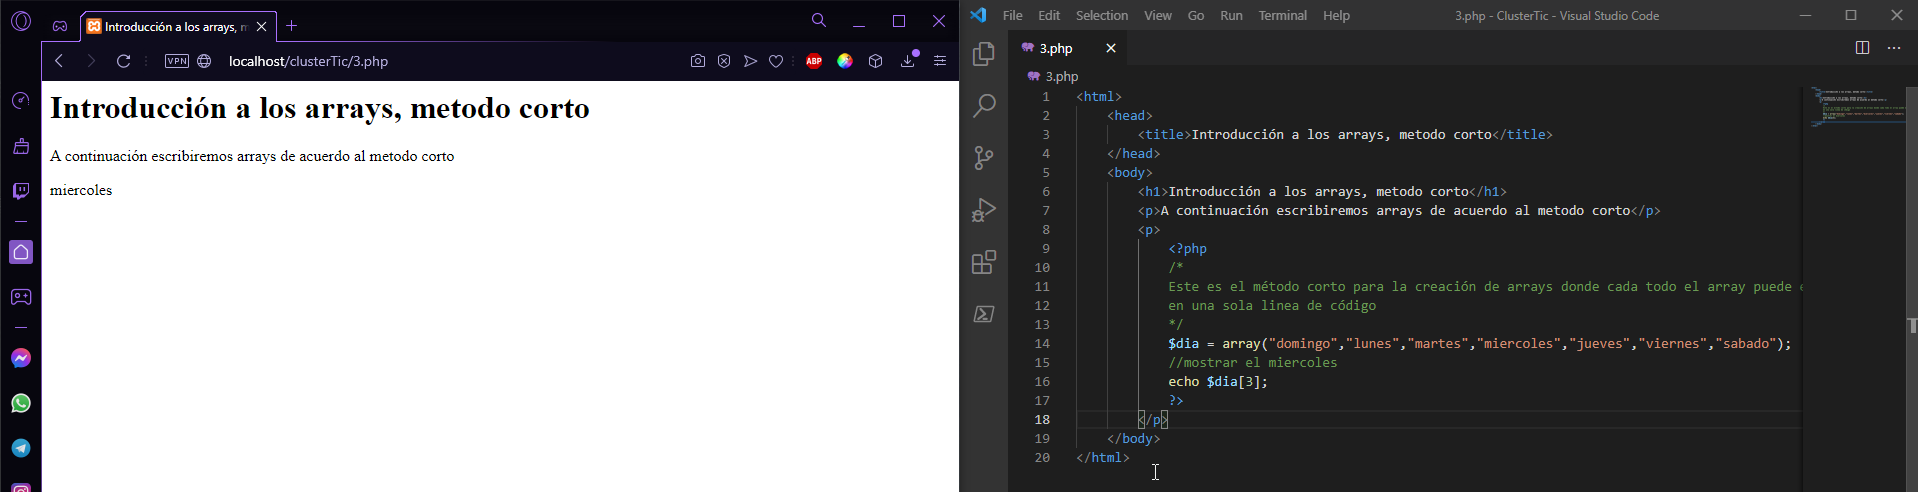 Introducción a los arrays, m
VPN
localhost/clusterTic/3.php
ABP
Introducción a los arrays, metodo corto
A continuación escribiremos arrays de acuerdo al metodo corto
miercoles
File Edit Selection View Go Run Terminal Help
3.php - ClusterTic - Visual Studio Code
3.php
3.php
1 <html>
2 <head>
3 <title>Introducción a los arrays, metodo corto</title>
4 </head>
5 <body>
6 <h1>Introducción a los arrays, metodo corto</h1>
7 <p>A continuación escribiremos arrays de acuerdo al metodo corto</p>
8 <p>
9 <?php
10 /*
11 Este es el método corto para la creación de arrays donde cada todo el array puede
12 en una sola linea de código
13 */
14 $dia = array("domingo","lunes","martes","miercoles","jueves","viernes","sabado");
15 //mostrar el miercoles
16 echo $dia[3];
17 ?>
18 </p>
19 </body>
20 </html>